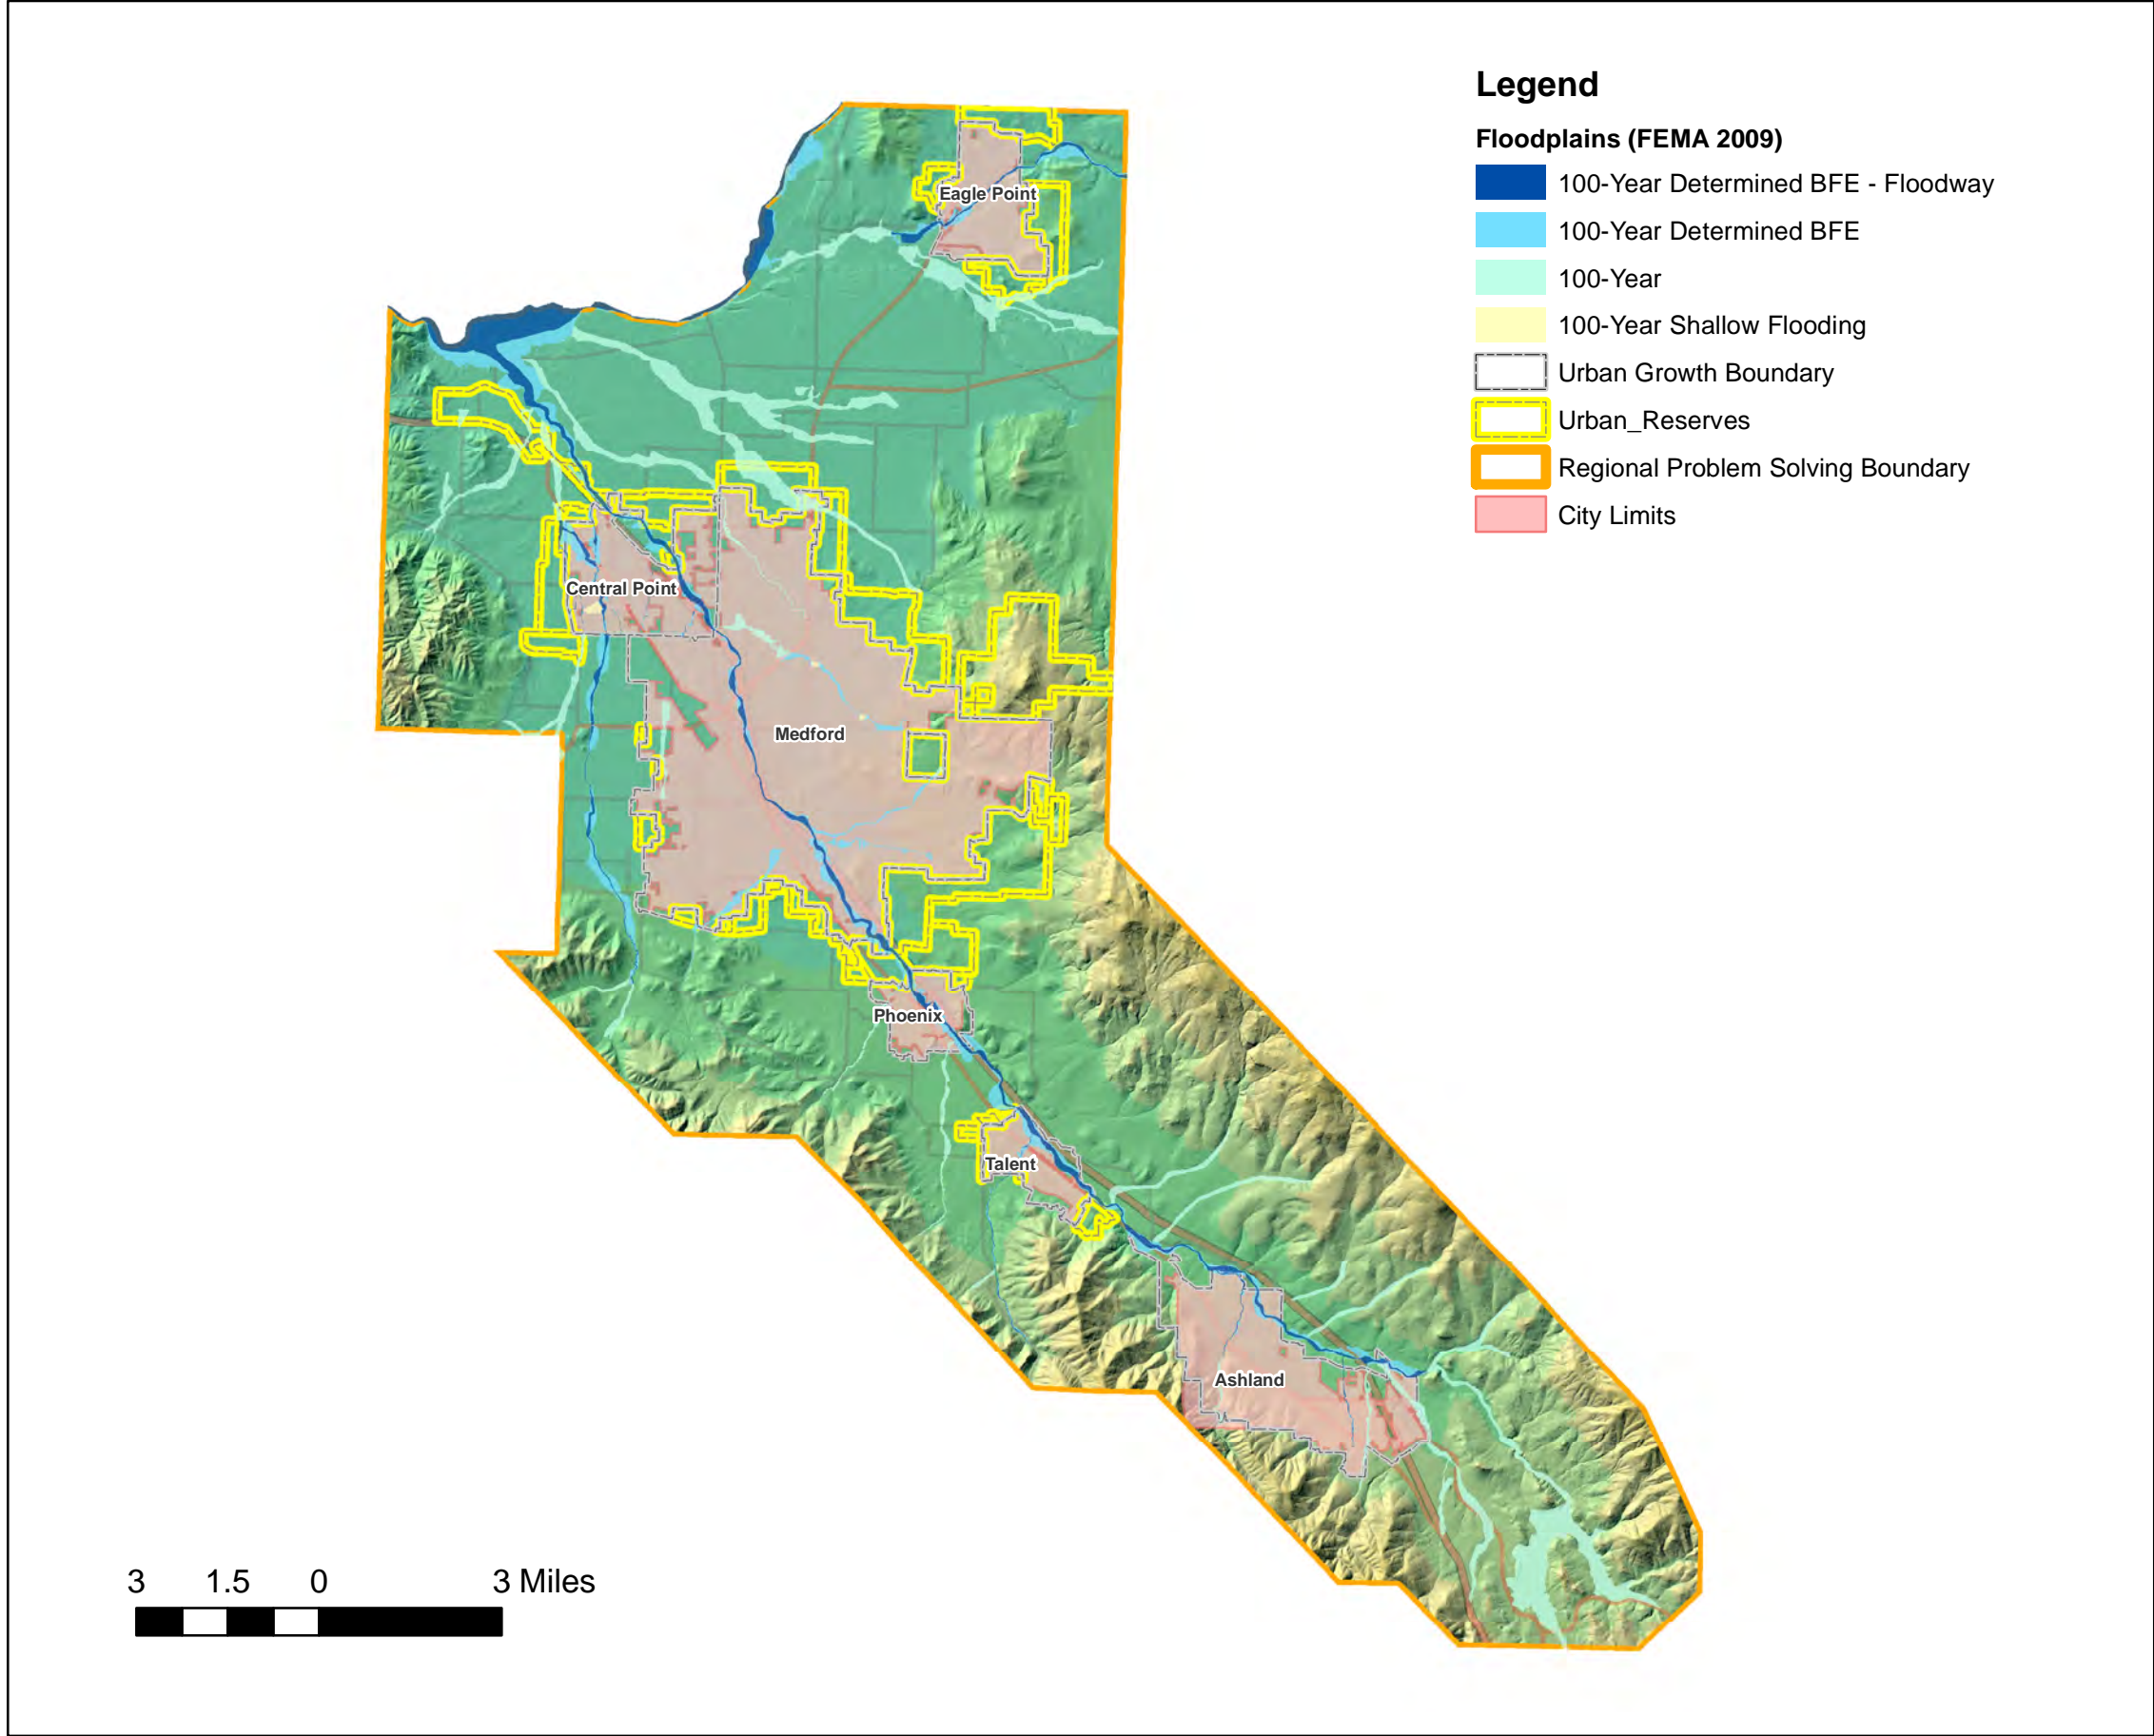 Legend
Floodplains (FEMA 2009)
100-Year Determined BFE - Floodway
100-Year Determined BFE
100-Year
100-Year Shallow Flooding
Urban Growth Boundary
Urban_Reserves
Regional Problem Solving Boundary
City Limits
Eagle Point
Central Point
Medford
Phoenix
Talent
Ashland
3 1.5 0 3 Miles